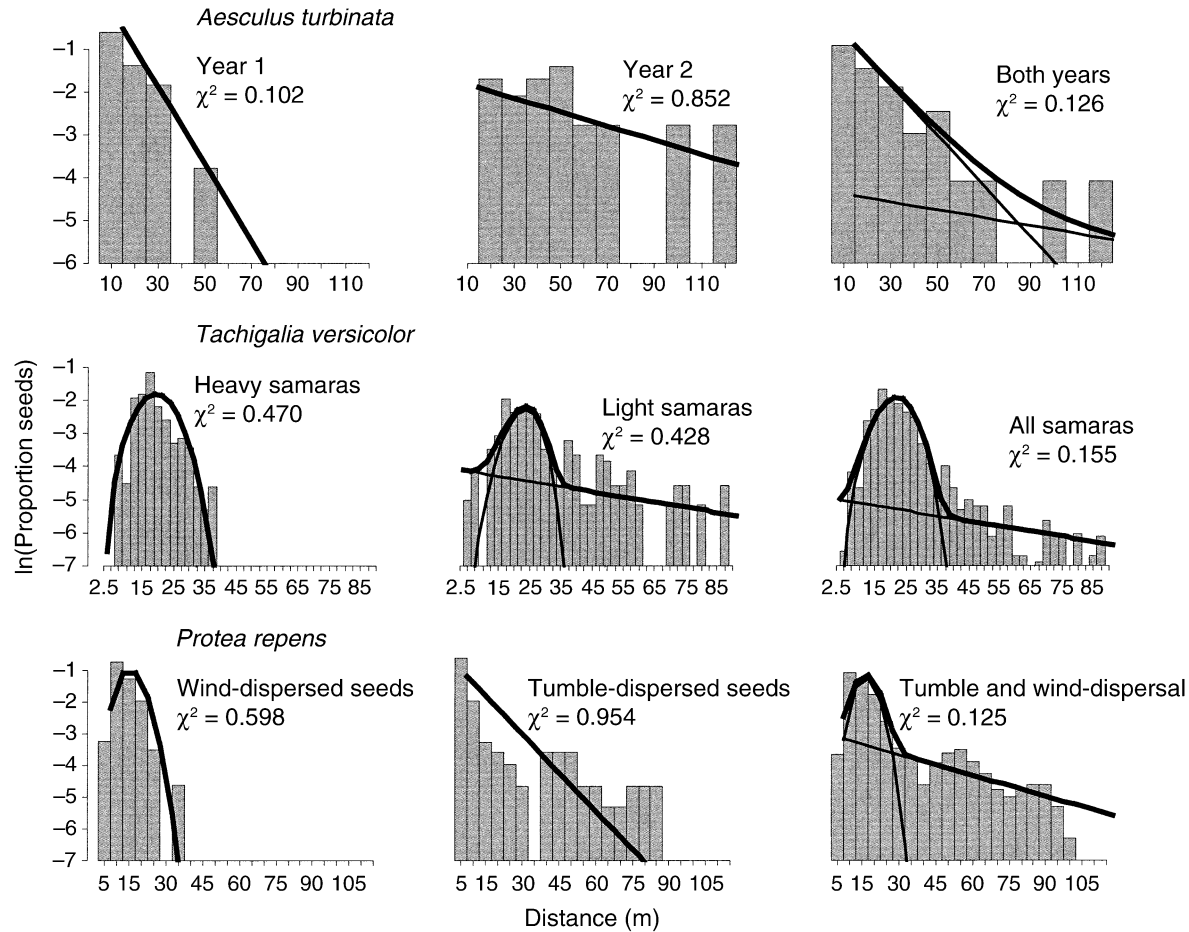 Aesculus turbinata
Year 1
χ² = 0.102
Year 2
χ² = 0.852
Both years
χ² = 0.126
–1
–2
–3
–4
–5
–6
10 30 50 70 90 110
10 30 50 70 90 110
10 30 50 70 90 110
Tachigalia versicolor
Heavy samaras
χ² = 0.470
Light samaras
χ² = 0.428
All samaras
χ² = 0.155
ln(Proportion seeds)
–1
–2
–3
–4
–5
–6
–7
2.5 15 25 35 45 55 65 75 85
2.5 15 25 35 45 55 65 75 85
2.5 15 25 35 45 55 65 75 85
Protea repens
Wind-dispersed seeds
χ² = 0.598
Tumble-dispersed seeds
χ² = 0.954
Tumble and wind-dispersal
χ² = 0.125
–1
–2
–3
–4
–5
–6
–7
5 15 30 45 60 75 90 105
5 15 30 45 60 75 90 105
5 15 30 45 60 75 90 105
Distance (m)